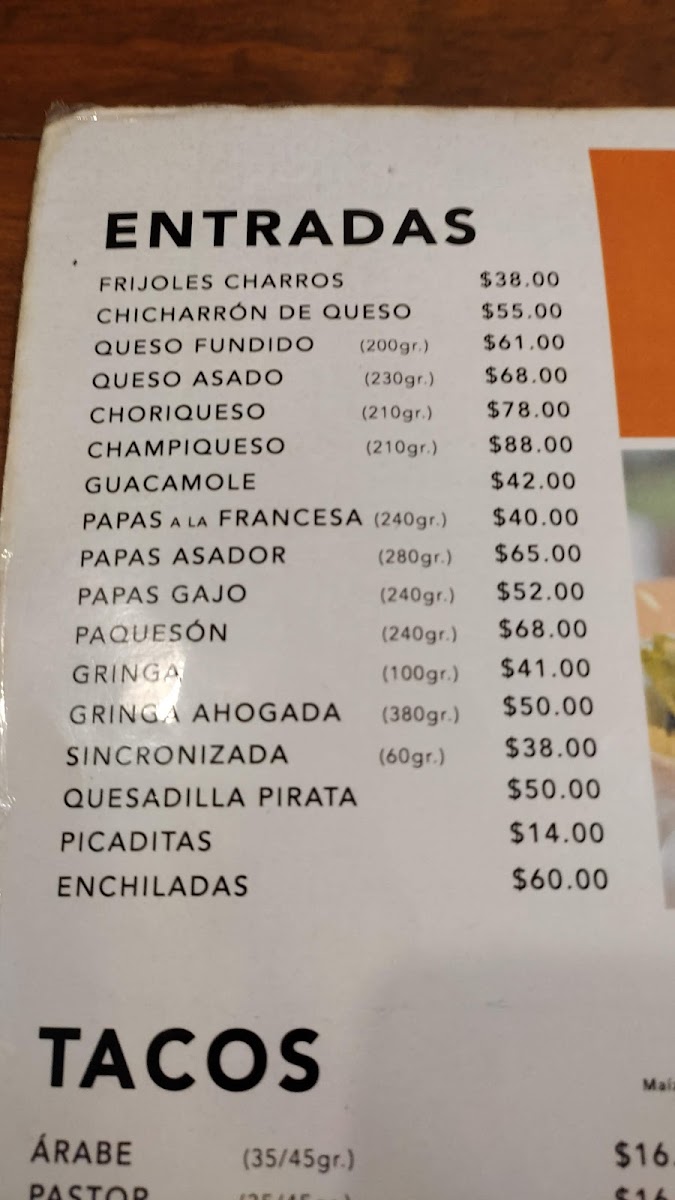 ENTRADAS
FRIJOLES CHARROS $38.00
CHICHARRÓN DE QUESO $55.00
QUESO FUNDIDO (200gr.) $61.00
QUESO ASADO (230gr.) $68.00
CHORIQUESO (210gr.) $78.00
CHAMPIQUESO (210gr.) $88.00
GUACAMOLE $42.00
PAPAS A LA FRANCESA (240gr.) $40.00
PAPAS ASADOR (280gr.) $65.00
PAPAS GAJO (240gr.) $52.00
PAQUESÓN (240gr.) $68.00
GRINGA (100gr.) $41.00
GRINGA AHOGADA (380gr.) $50.00
SINCRONIZADA (60gr.) $38.00
QUESADILLA PIRATA $50.00
PICADITAS $14.00
ENCHILADAS $60.00
TACOS
Maíz
ÁRABE (35/45gr.) $16.
PASTOR $16